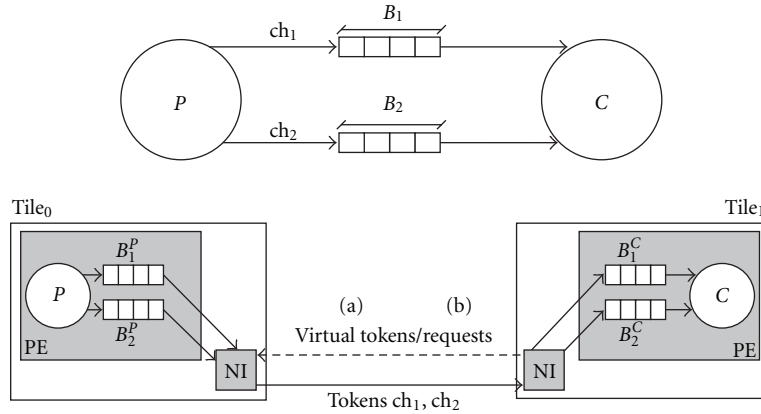 B₁
ch₁
P
C
B₂
ch₂
Tile₀
Tile₁
B₁ᴾ
B₁ᶜ
P
C
(a)
(b)
B₂ᴾ
B₂ᶜ
Virtual tokens/requests
PE
PE
NI
NI
Tokens ch₁, ch₂